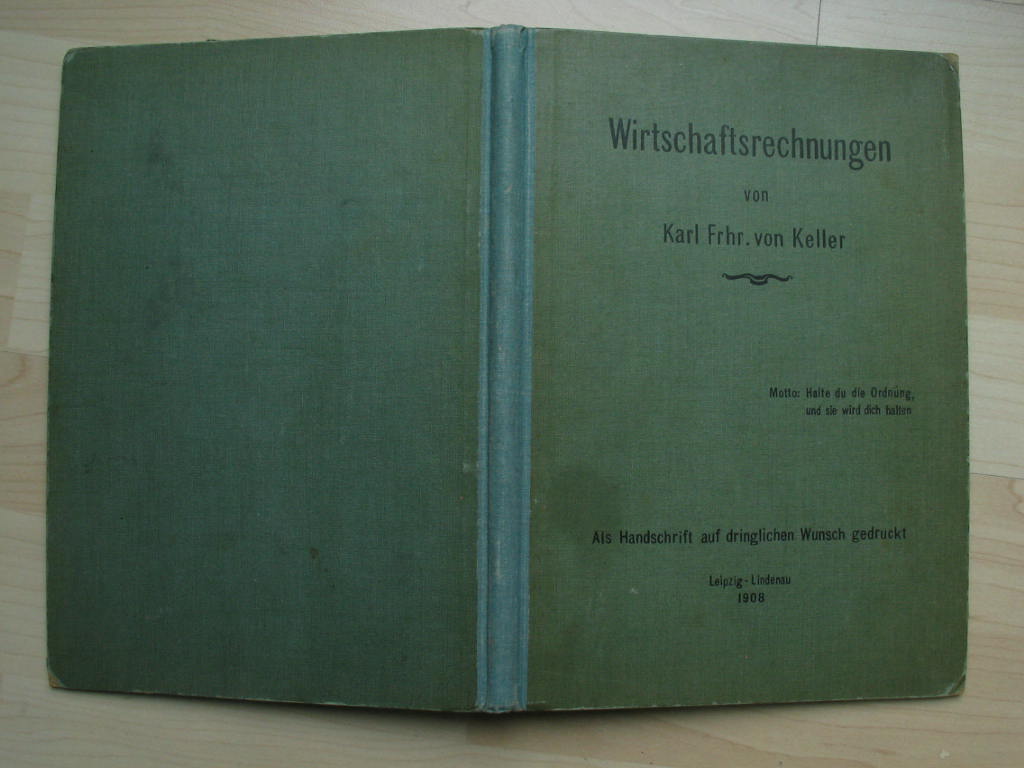 Wirtschaftsrechnungen
von
Karl Frhr. von Keller
Motto: Halte du die Ordnung,
und sie wird dich halten
Als Handschrift auf dringlichen Wunsch gedruckt
Leipzig-Lindenau
1908